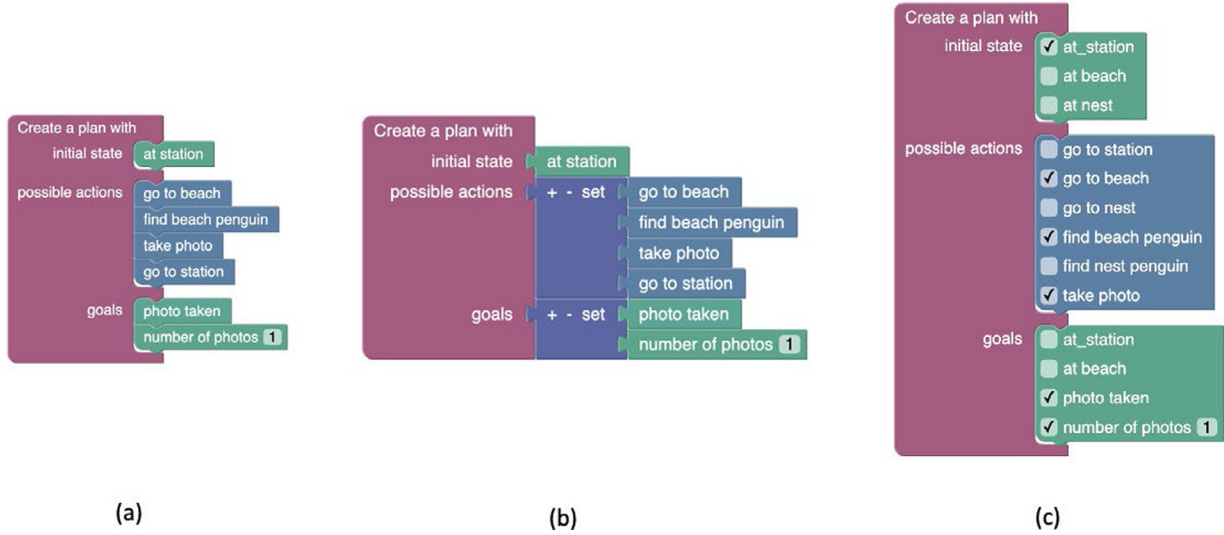 Create a plan with
initial state at station
possible actions go to beach
find beach penguin
take photo
go to station
goals photo taken
number of photos 1
(a)
Create a plan with
initial state at station
possible actions + - set go to beach
find beach penguin
take photo
go to station
goals + - set photo taken
number of photos 1
(b)
Create a plan with
initial state ✓ at_station
at beach
at nest
possible actions go to station
✓ go to beach
go to nest
✓ find beach penguin
find nest penguin
✓ take photo
goals at_station
at beach
✓ photo taken
✓ number of photos 1
(c)